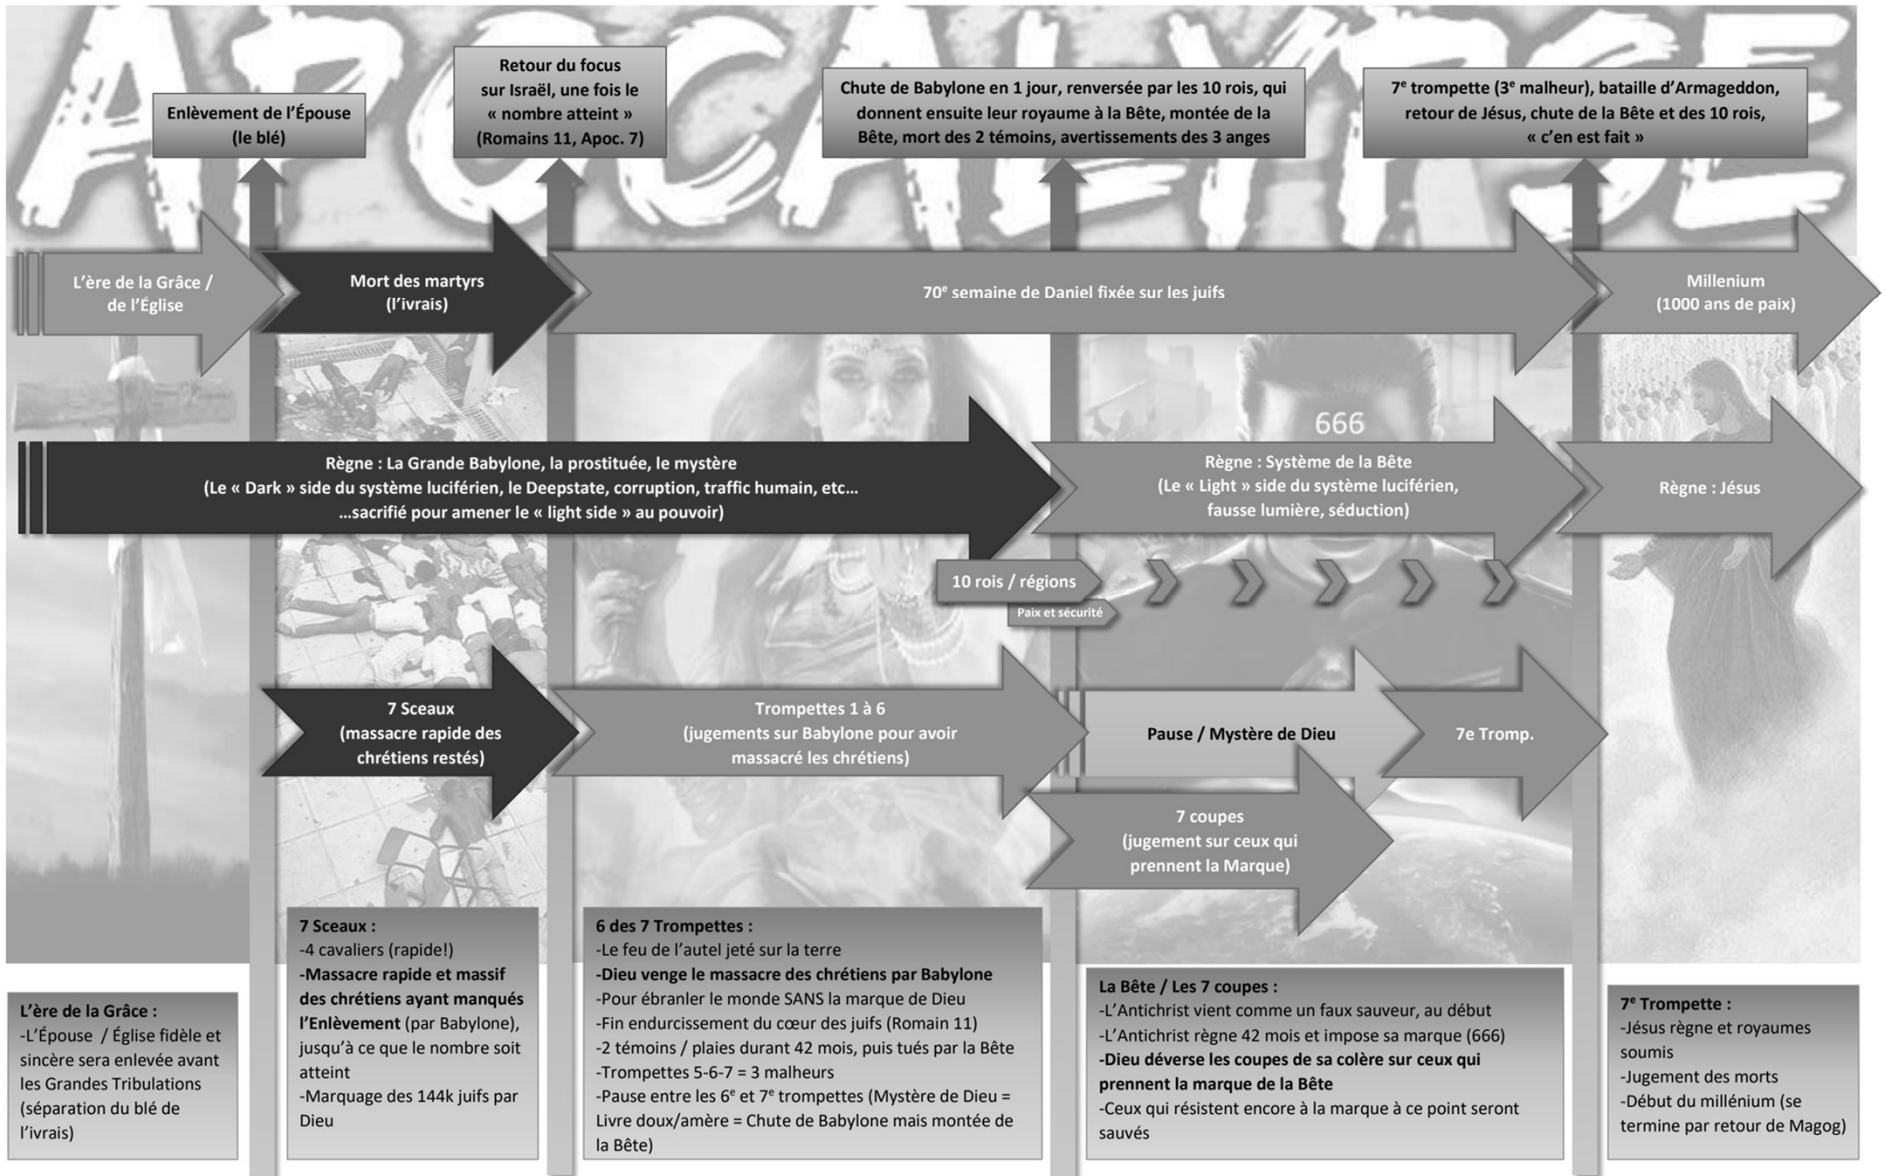 APOCALYPSE
Enlèvement de l’Épouse
(le blé)
Retour du focus
sur Israël, une fois le
« nombre atteint »
(Romains 11, Apoc. 7)
Chute de Babylone en 1 jour, renversée par les 10 rois, qui
donnent ensuite leur royaume à la Bête, montée de la
Bête, mort des 2 témoins, avertissements des 3 anges
7e trompette (3e malheur), bataille d’Armageddon,
retour de Jésus, chute de la Bête et des 10 rois,
« c’en est fait »
L’ère de la Grâce /
de l’Église
Mort des martyrs
(l’ivrais)
70e semaine de Daniel fixée sur les juifs
Millenium
(1000 ans de paix)
666
Règne : La Grande Babylone, la prostituée, le mystère
(Le « Dark » side du système luciférien, le Deepstate, corruption, traffic humain, etc…
…sacrifié pour amener le « light side » au pouvoir)
Règne : Système de la Bête
(Le « Light » side du système luciférien,
fausse lumière, séduction)
Règne : Jésus
10 rois / régions
Paix et sécurité
7 Sceaux
(massacre rapide des
chrétiens restés)
Trompettes 1 à 6
(jugements sur Babylone pour avoir
massacré les chrétiens)
Pause / Mystère de Dieu
7e Tromp.
7 coupes
(jugement sur ceux qui
prennent la Marque)
L’ère de la Grâce :
-L’Épouse / Église fidèle et
sincère sera enlevée avant
les Grandes Tribulations
(séparation du blé de
l’ivrais)
7 Sceaux :
-4 cavaliers (rapide!)
-Massacre rapide et massif
des chrétiens ayant manqués
l’Enlèvement (par Babylone),
jusqu’à ce que le nombre soit
atteint
-Marquage des 144k juifs par
Dieu
6 des 7 Trompettes :
-Le feu de l’autel jeté sur la terre
-Dieu venge le massacre des chrétiens par Babylone
-Pour ébranler le monde SANS la marque de Dieu
-Fin endurcissement du cœur des juifs (Romain 11)
-2 témoins / plaies durant 42 mois, puis tués par la Bête
-Trompettes 5-6-7 = 3 malheurs
-Pause entre les 6e et 7e trompettes (Mystère de Dieu =
Livre doux/amère = Chute de Babylone mais montée de
la Bête)
La Bête / Les 7 coupes :
-L’Antichrist vient comme un faux sauveur, au début
-L’Antichrist règne 42 mois et impose sa marque (666)
-Dieu déverse les coupes de sa colère sur ceux qui
prennent la marque de la Bête
-Ceux qui résistent encore à la marque à ce point seront
sauvés
7e Trompette :
-Jésus règne et royaumes
soumis
-Jugement des morts
-Début du millénium (se
termine par retour de Magog)